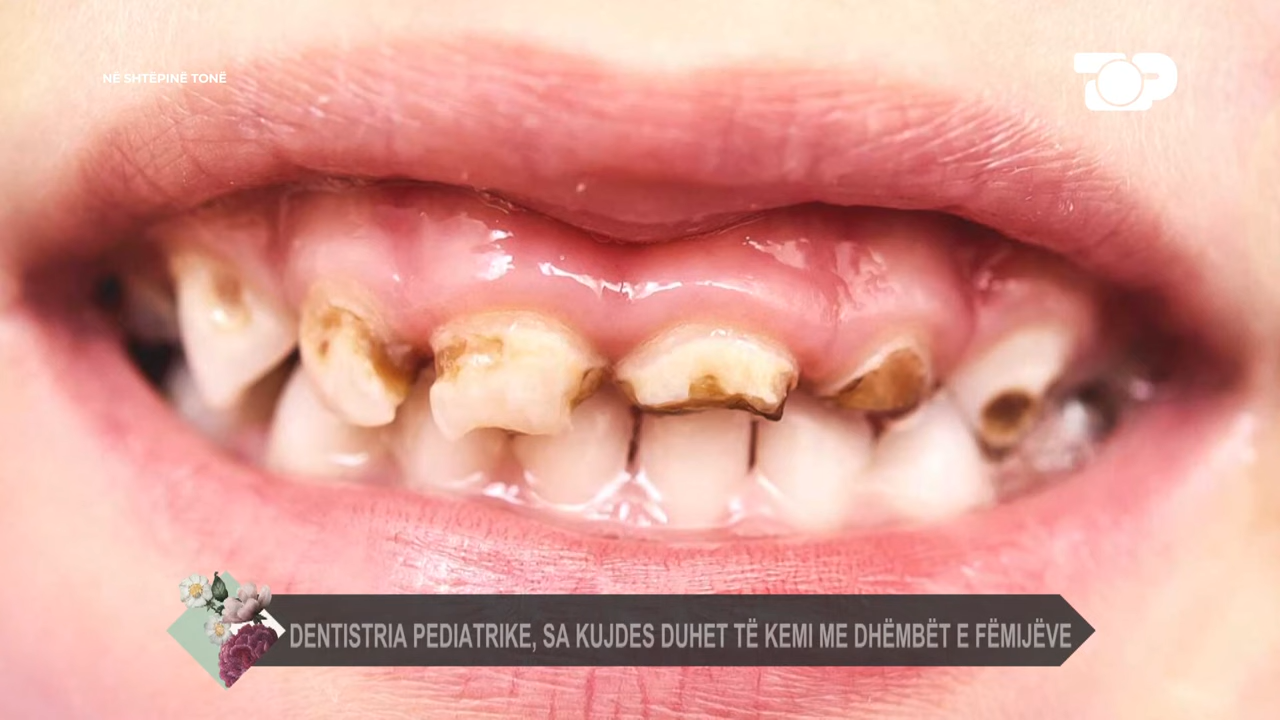 NË SHTËPINË TONË
TOP
DENTISTRIA PEDIATRIKE, SA KUJDES DUHET TË KEMI ME DHËMBËT E FËMIJËVE